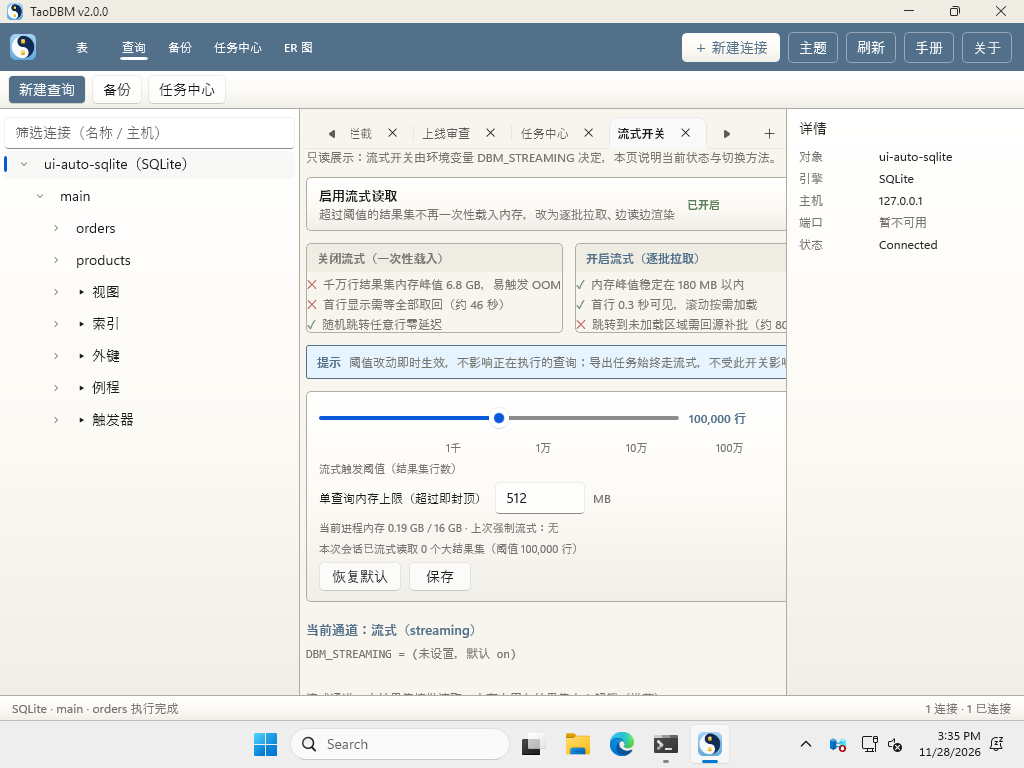 TaoDBM v2.0.0
表 查询 备份 任务中心 ER 图 + 新建连接 主题 刷新 手册 关于
新建查询 备份 任务中心
筛选连接（名称 / 主机）
ui-auto-sqlite（SQLite）
main
orders
products
视图
索引
外键
例程
触发器
上线审查 任务中心 流式开关
只读展示：流式开关由环境变量 DBM_STREAMING 决定，本页说明当前状态与切换方法。
启用流式读取
超过阈值的结果集不再一次性载入内存，改为逐批拉取、边读边渲染
已开启
关闭流式（一次性载入）
千万行结果集内存峰值 6.8 GB，易触发 OOM
首行显示需等全部取回（约 46 秒）
随机跳转任意行零延迟
开启流式（逐批拉取）
内存峰值稳定在 180 MB 以内
首行 0.3 秒可见，滚动按需加载
跳转到未加载区域需回源补批（约 80
提示 阈值改动即时生效，不影响正在执行的查询；导出任务始终走流式，不受此开关影响
100,000 行
1千 1万 10万 100万
流式触发阈值（结果集行数）
单查询内存上限（超过即封顶） 512 MB
当前进程内存 0.19 GB / 16 GB · 上次强制流式：无
本次会话已流式读取 0 个大结果集（阈值 100,000 行）
恢复默认 保存
当前通道：流式（streaming）
DBM_STREAMING = (未设置，默认 on)
详情
对象 ui-auto-sqlite
引擎 SQLite
主机 127.0.0.1
端口 暂不可用
状态 Connected
SQLite · main · orders 执行完成
1 连接 · 1 已连接
Search
3:35 PM
11/28/2026